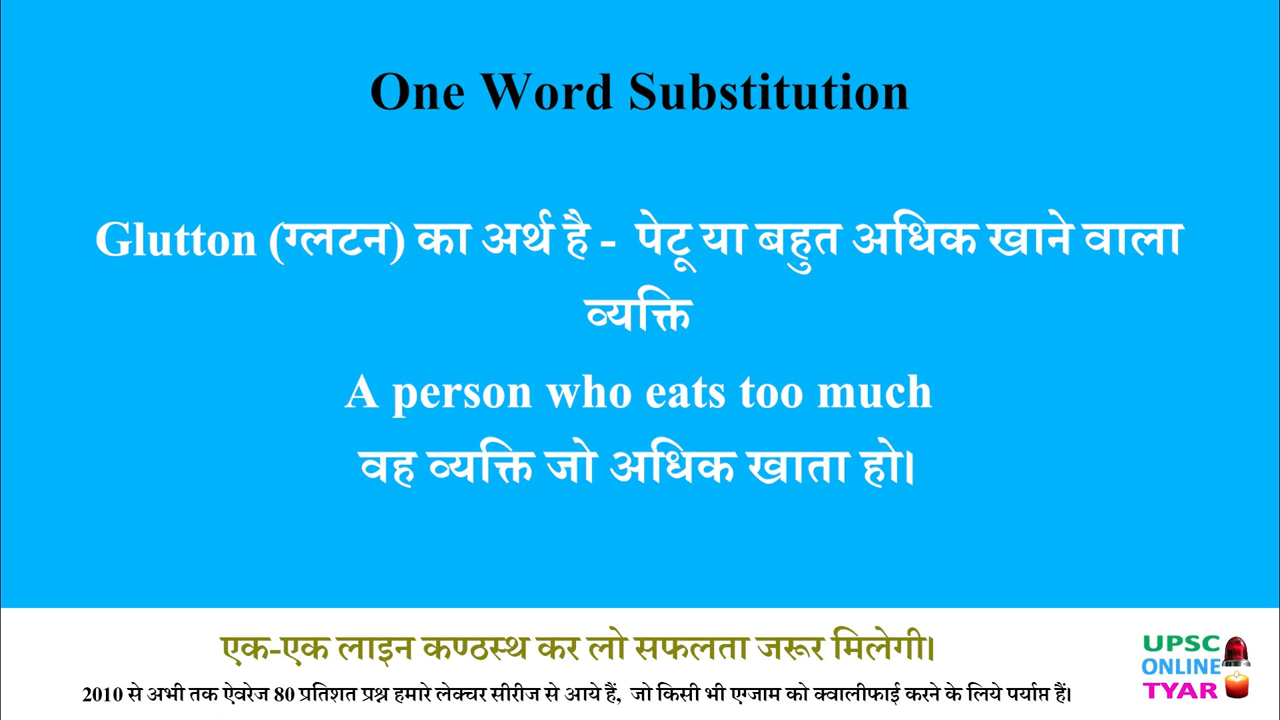 One Word Substitution
Glutton (ग्लटन) का अर्थ है - पेटू या बहुत अधिक खाने वाला
व्यक्ति
A person who eats too much
वह व्यक्ति जो अधिक खाता हो।
एक-एक लाइन कण्ठस्थ कर लो सफलता जरूर मिलेगी।
2010 से अभी तक ऐवरेज 80 प्रतिशत प्रश्न हमारे लेक्चर सीरीज से आये हैं, जो किसी भी एग्जाम को क्वालीफाई करने के लिये पर्याप्त हैं।
UPSC
ONLINE
TYAR